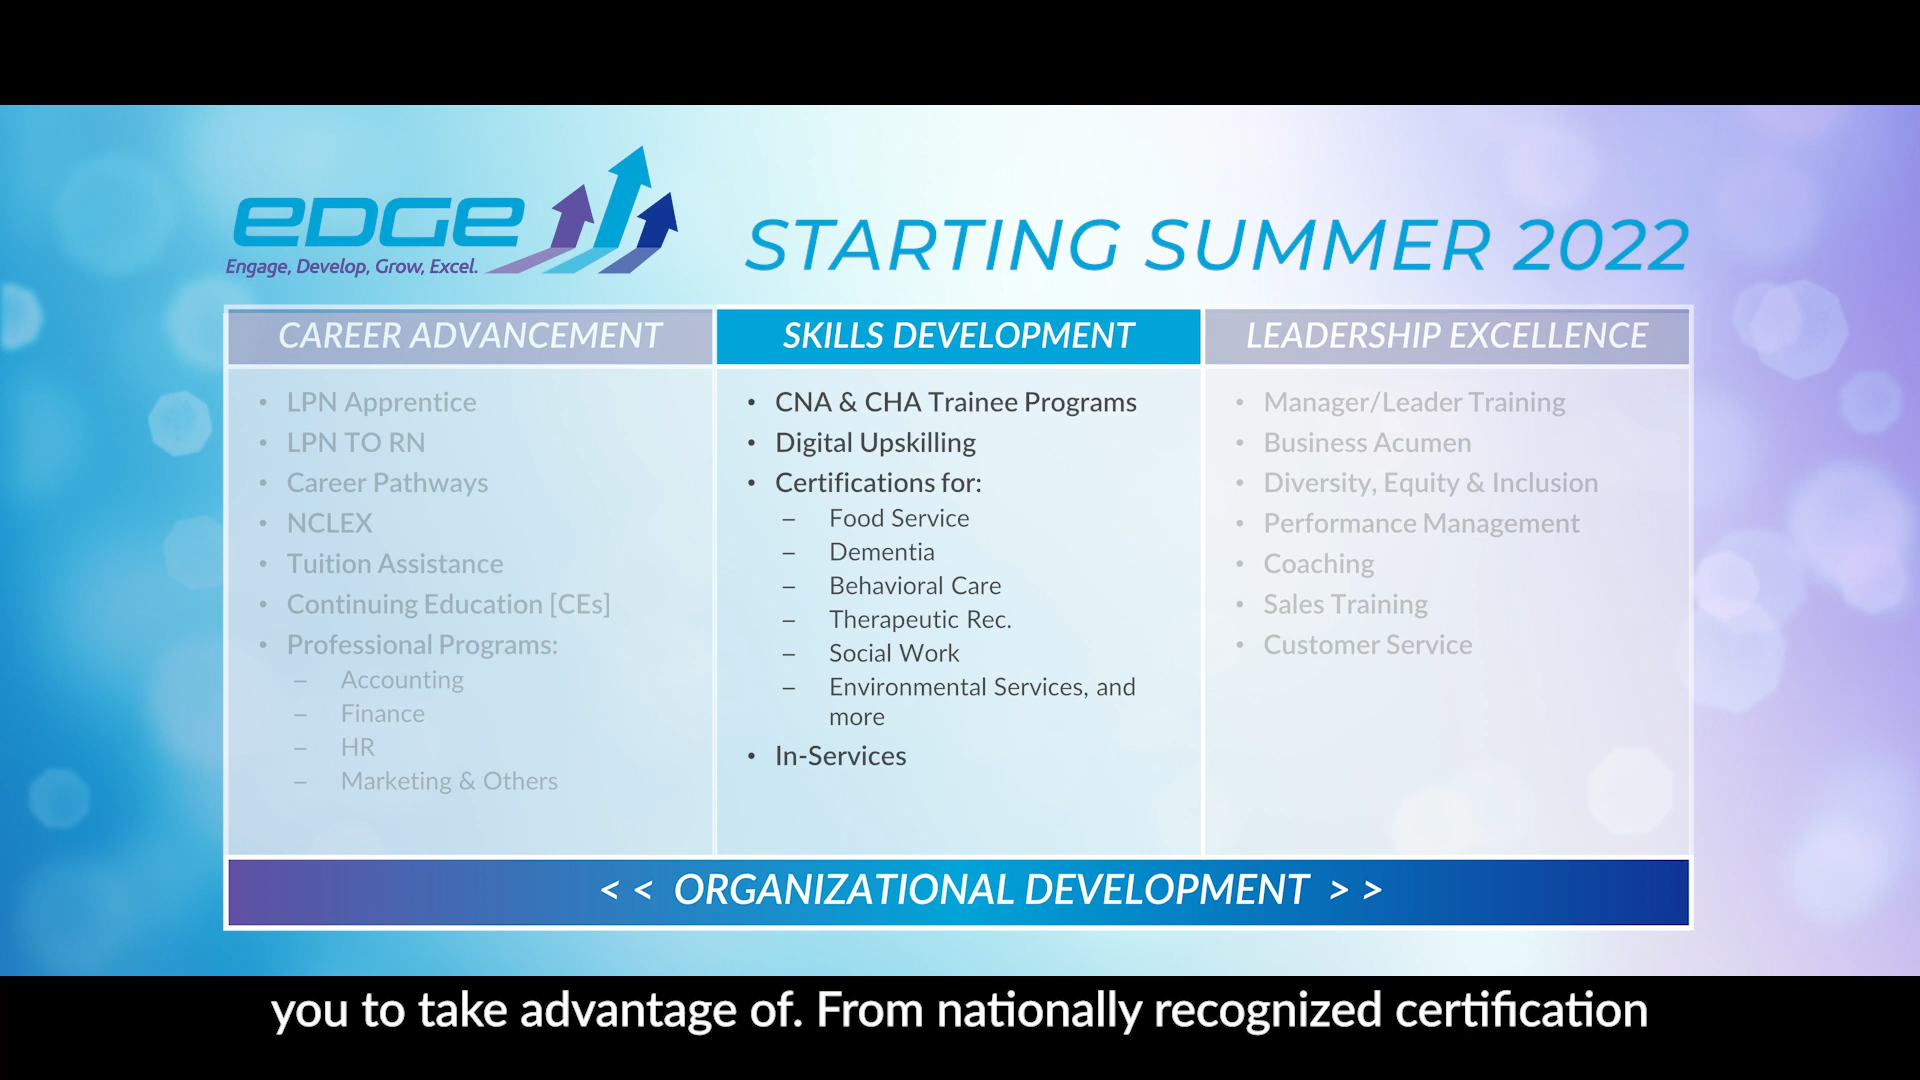 eDGe
Engage, Develop, Grow, Excel.
STARTING SUMMER 2022
CAREER ADVANCEMENT
• LPN Apprentice
• LPN TO RN
• Career Pathways
• NCLEX
• Tuition Assistance
• Continuing Education [CEs]
• Professional Programs:
– Accounting
– Finance
– HR
– Marketing & Others
SKILLS DEVELOPMENT
• CNA & CHA Trainee Programs
• Digital Upskilling
• Certifications for:
– Food Service
– Dementia
– Behavioral Care
– Therapeutic Rec.
– Social Work
– Environmental Services, and
more
• In-Services
LEADERSHIP EXCELLENCE
• Manager/Leader Training
• Business Acumen
• Diversity, Equity & Inclusion
• Performance Management
• Coaching
• Sales Training
• Customer Service
< < ORGANIZATIONAL DEVELOPMENT > >
you to take advantage of. From nationally recognized certification